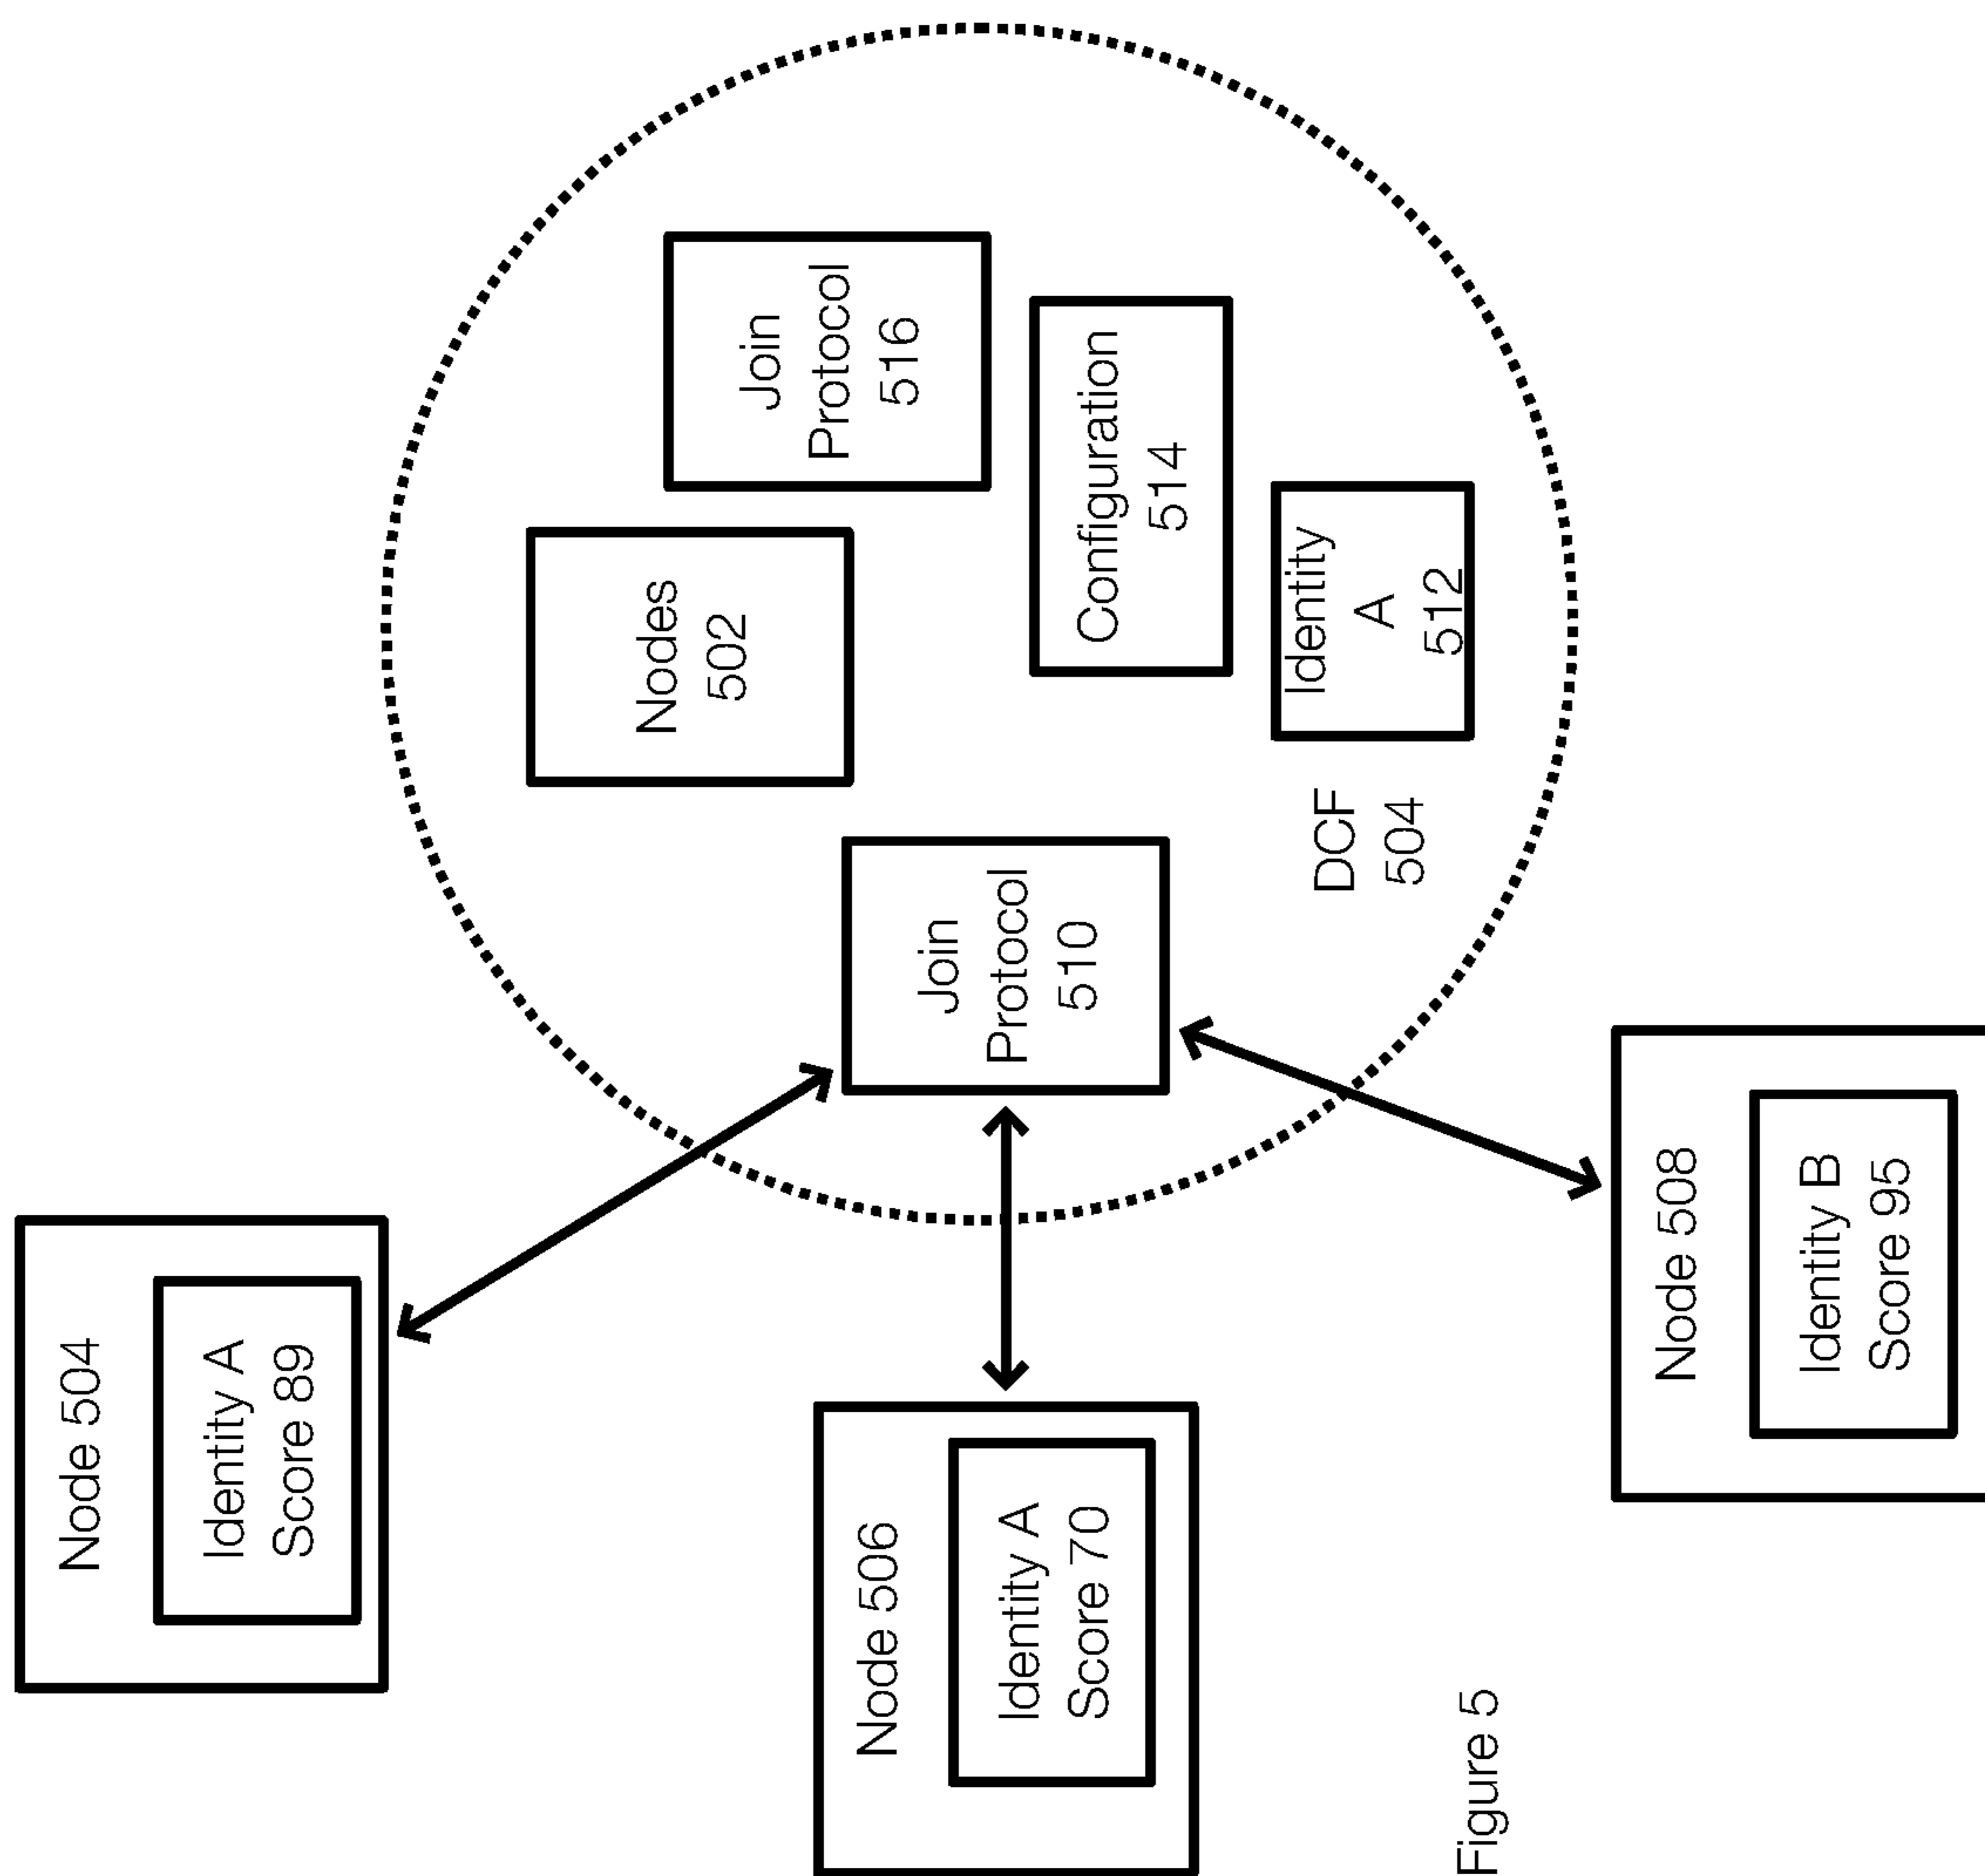 Node 504
Identity A
Score 89
Node 506
Identity A
Score 70
Node 508
Identity B
Score 95
Join
Protocol
510
Nodes
502
Join
Protocol
516
Configuration
514
Identity
A
512
DCF
504
Figure 5